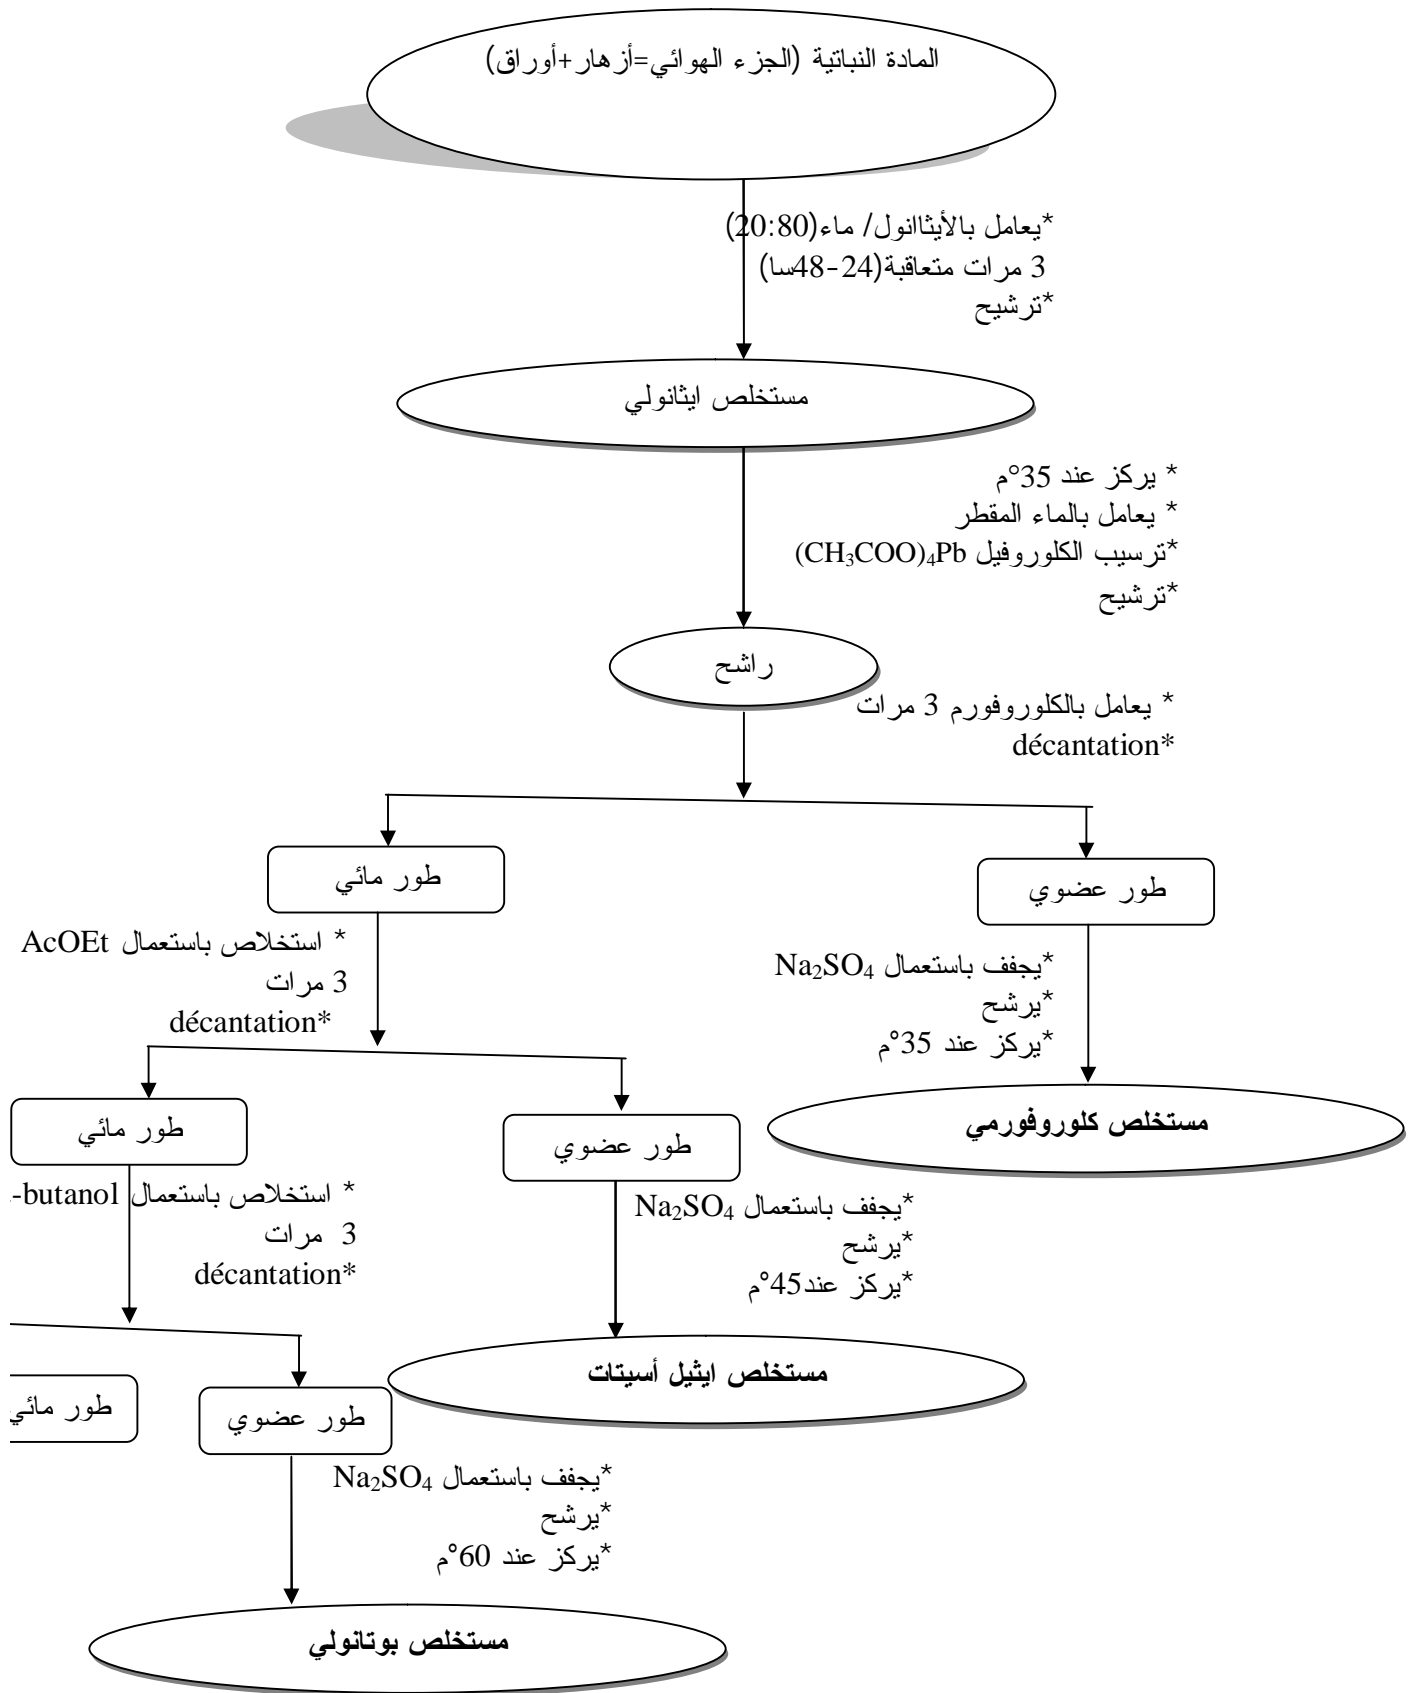 المادة النباتية (الجزء الهوائي=أزهار+أوراق)
*يعامل بالأيثاانول/ ماء(20:80)
3 مرات متعاقبة(24-48سا)
*ترشيح
مستخلص ايثانولي
* يركز عند 35°م
* يعامل بالماء المقطر
*ترسيب الكلوروفيل (CH₃COO)₄Pb
*ترشيح
راشح
* يعامل بالكلوروفورم 3 مرات
décantation*
طور عضوي
طور مائي
*يجفف باستعمال Na₂SO₄
*يرشح
*يركز عند 35°م
مستخلص كلوروفورمي
* استخلاص باستعمال AcOEt
3 مرات
décantation*
طور عضوي
طور مائي
*يجفف باستعمال Na₂SO₄
*يرشح
*يركز عند45°م
مستخلص ايثيل أسيتات
* استخلاص باستعمال -butanol
3 مرات
décantation*
طور عضوي
طور مائي
*يجفف باستعمال Na₂SO₄
*يرشح
*يركز عند 60°م
مستخلص بوتانولي